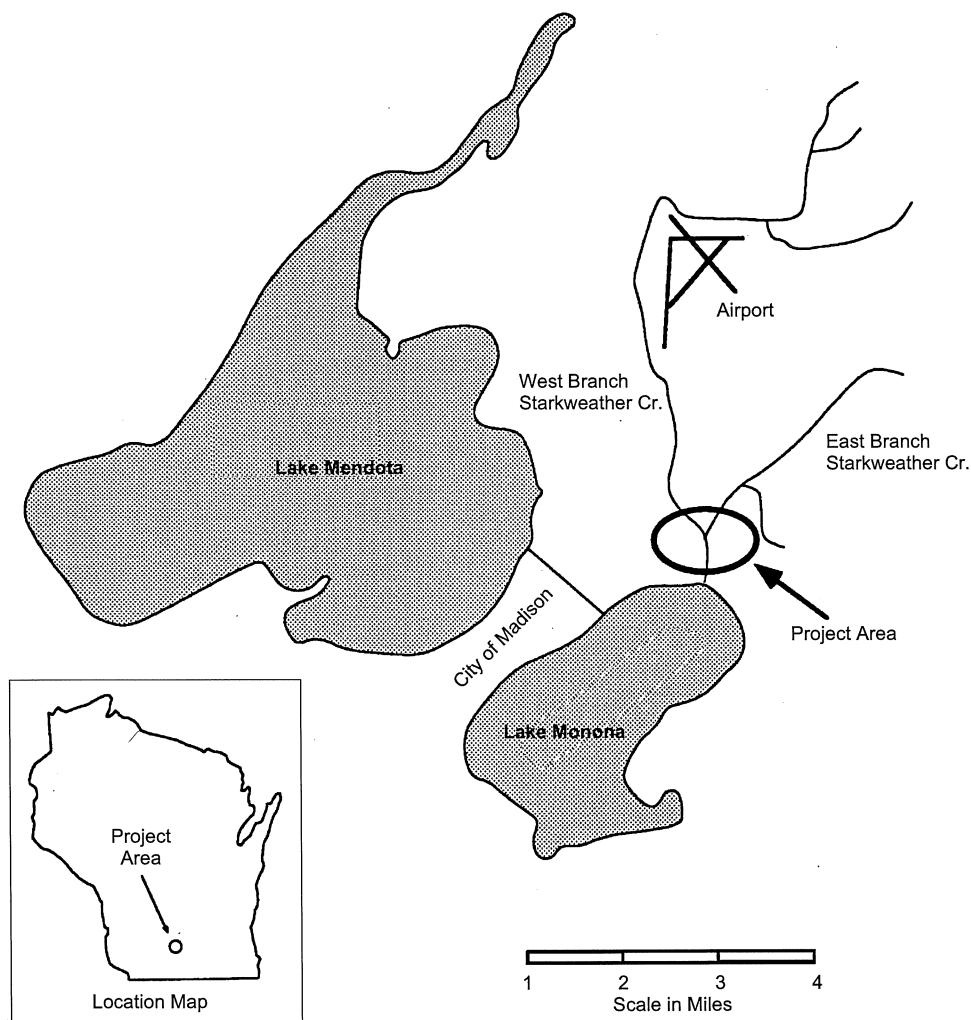 Airport
West Branch
Starkweather Cr.
East Branch
Starkweather Cr.
Lake Mendota
Project Area
City of Madison
Lake Monona
Project
Area
Location Map
1 2 3 4
Scale in Miles